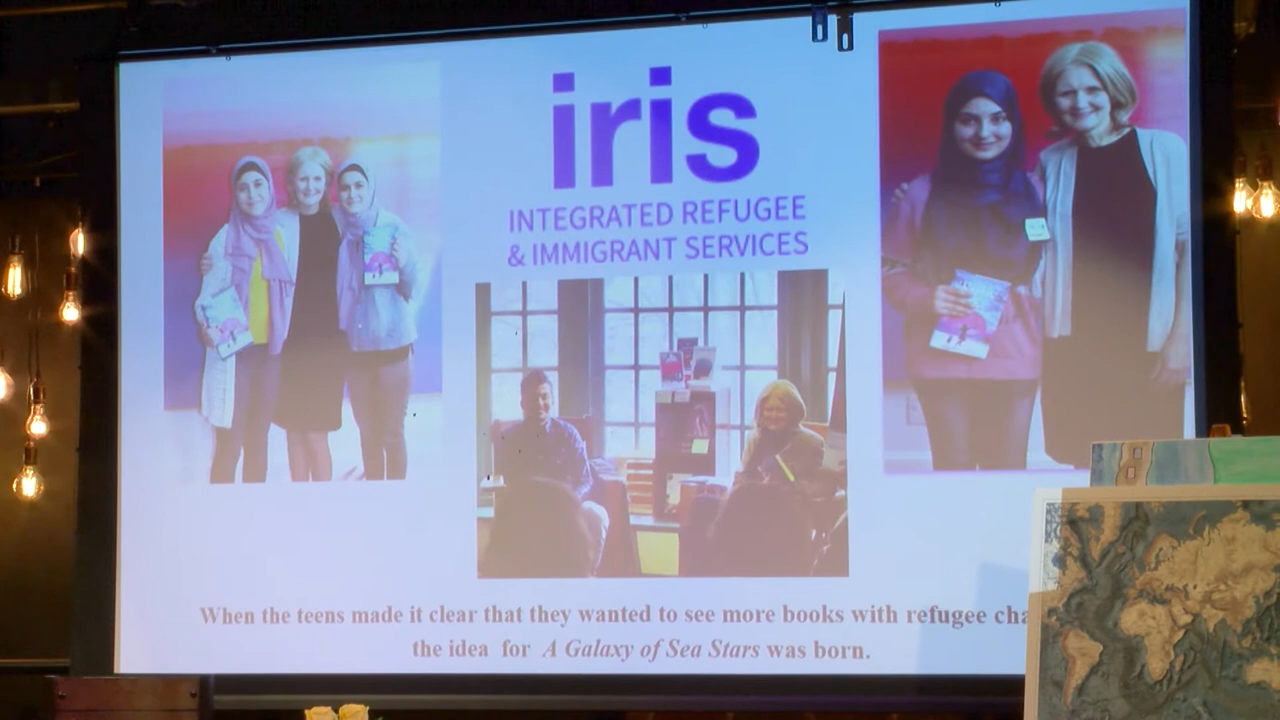 iris
INTEGRATED REFUGEE
& IMMIGRANT SERVICES
When the teens made it clear that they wanted to see more books with refugee cha
the idea for A Galaxy of Sea Stars was born.